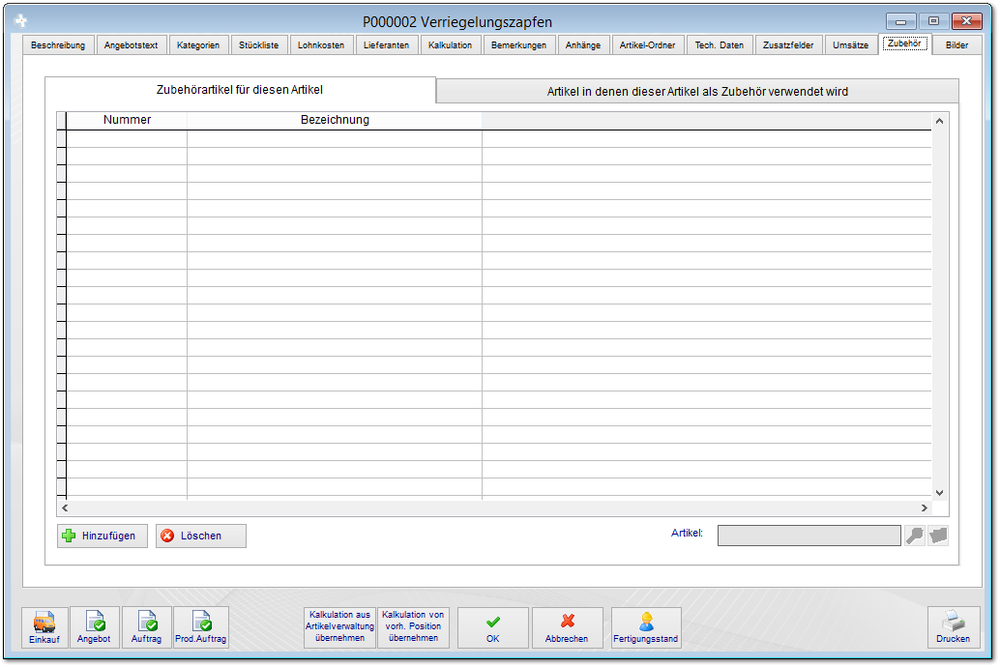 P000002 Verriegelungszapfen
Beschreibung Angebotstext Kategorien Stückliste Lohnkosten Lieferanten Kalkulation Bemerkungen Anhänge Artikel-Ordner Tech. Daten Zusatzfelder Umsätze Zubehör Bilder
Zubehörartikel für diesen Artikel Artikel in denen dieser Artikel als Zubehör verwendet wird
Nummer Bezeichnung
Hinzufügen Löschen Artikel:
Einkauf Angebot Auftrag Prod.Auftrag
Kalkulation aus
Artikelverwaltung
übernehmen
Kalkulation von
vorh. Position
übernehmen
OK Abbrechen Fertigungsstand Drucken